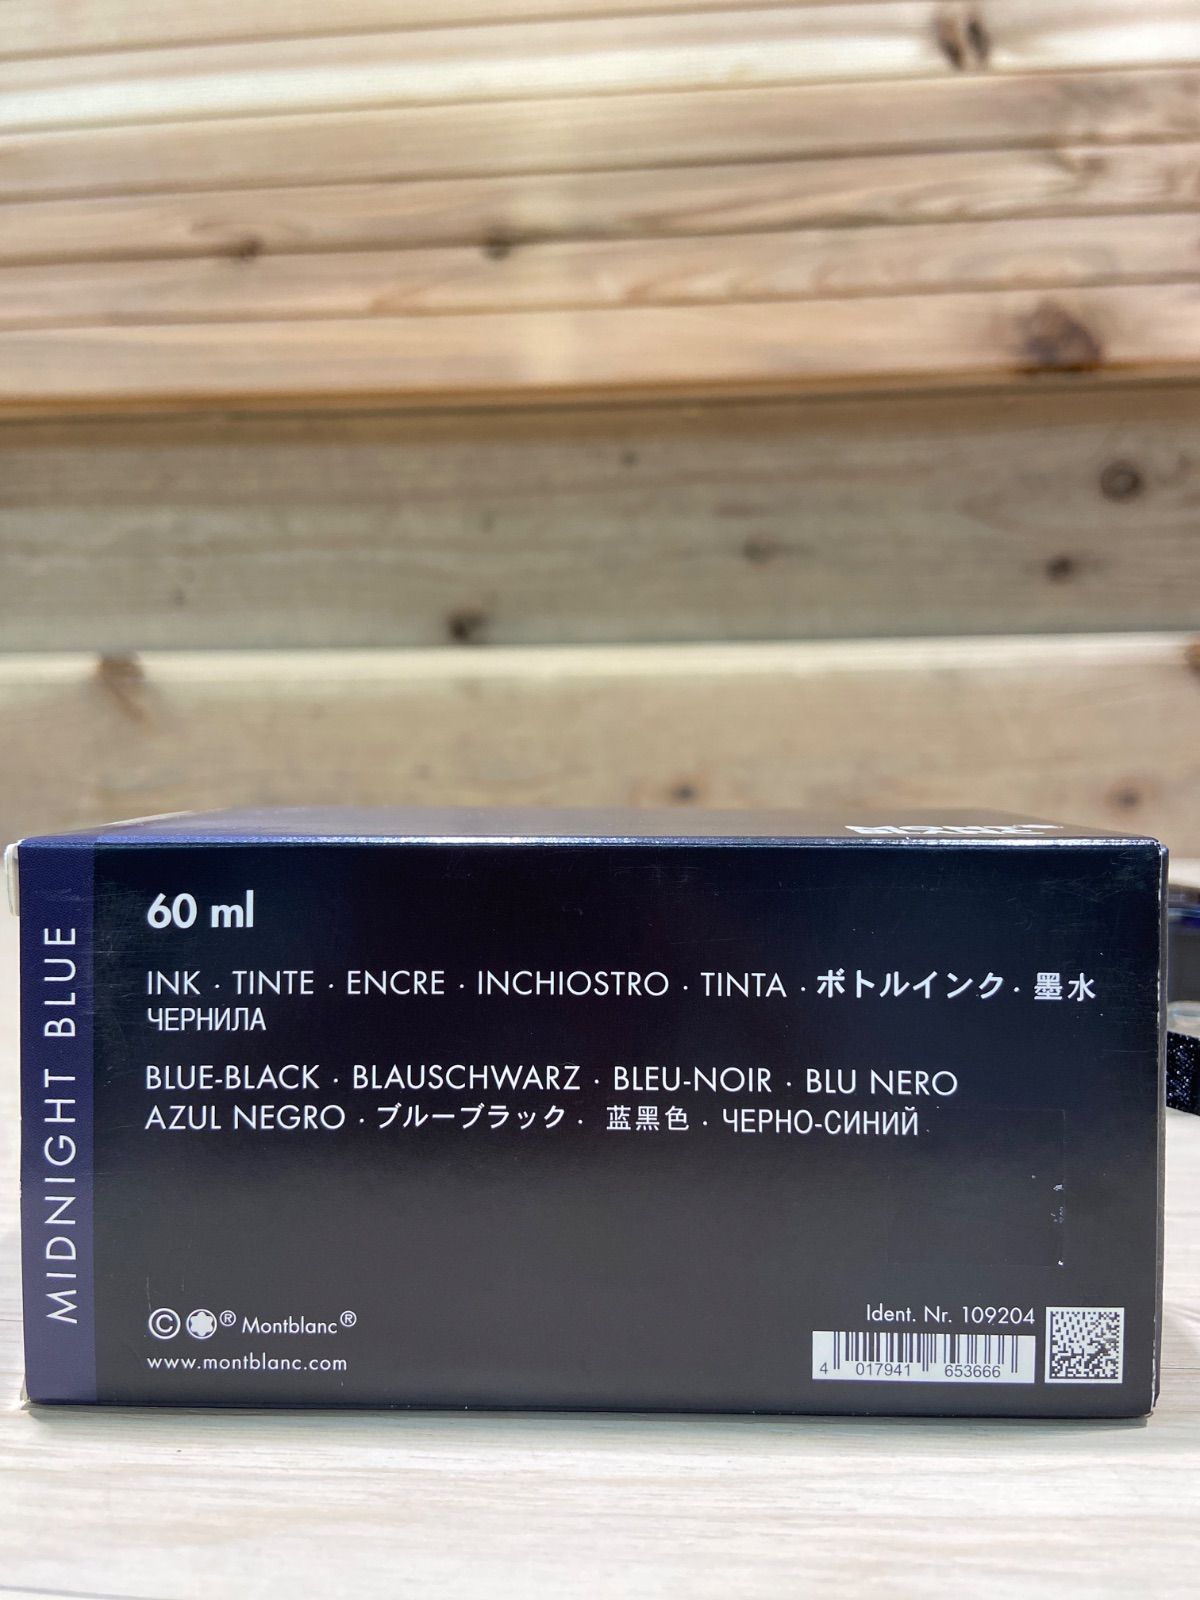 MONT
BLANC
MIDNIGHT BLUE
60 ml
INK · TINTE · ENCRE · INCHIOSTRO · TINTA · ボトルインク · 墨水
ЧЕРНИЛА
BLUE-BLACK · BLAUSCHWARZ · BLEU-NOIR · BLU NERO
AZUL NEGRO · ブルーブラック · 蓝黑色 · ЧЕРНО-СИНИЙ
© ® Montblanc®
www.montblanc.com
Ident. Nr. 109204
4 017941 653666